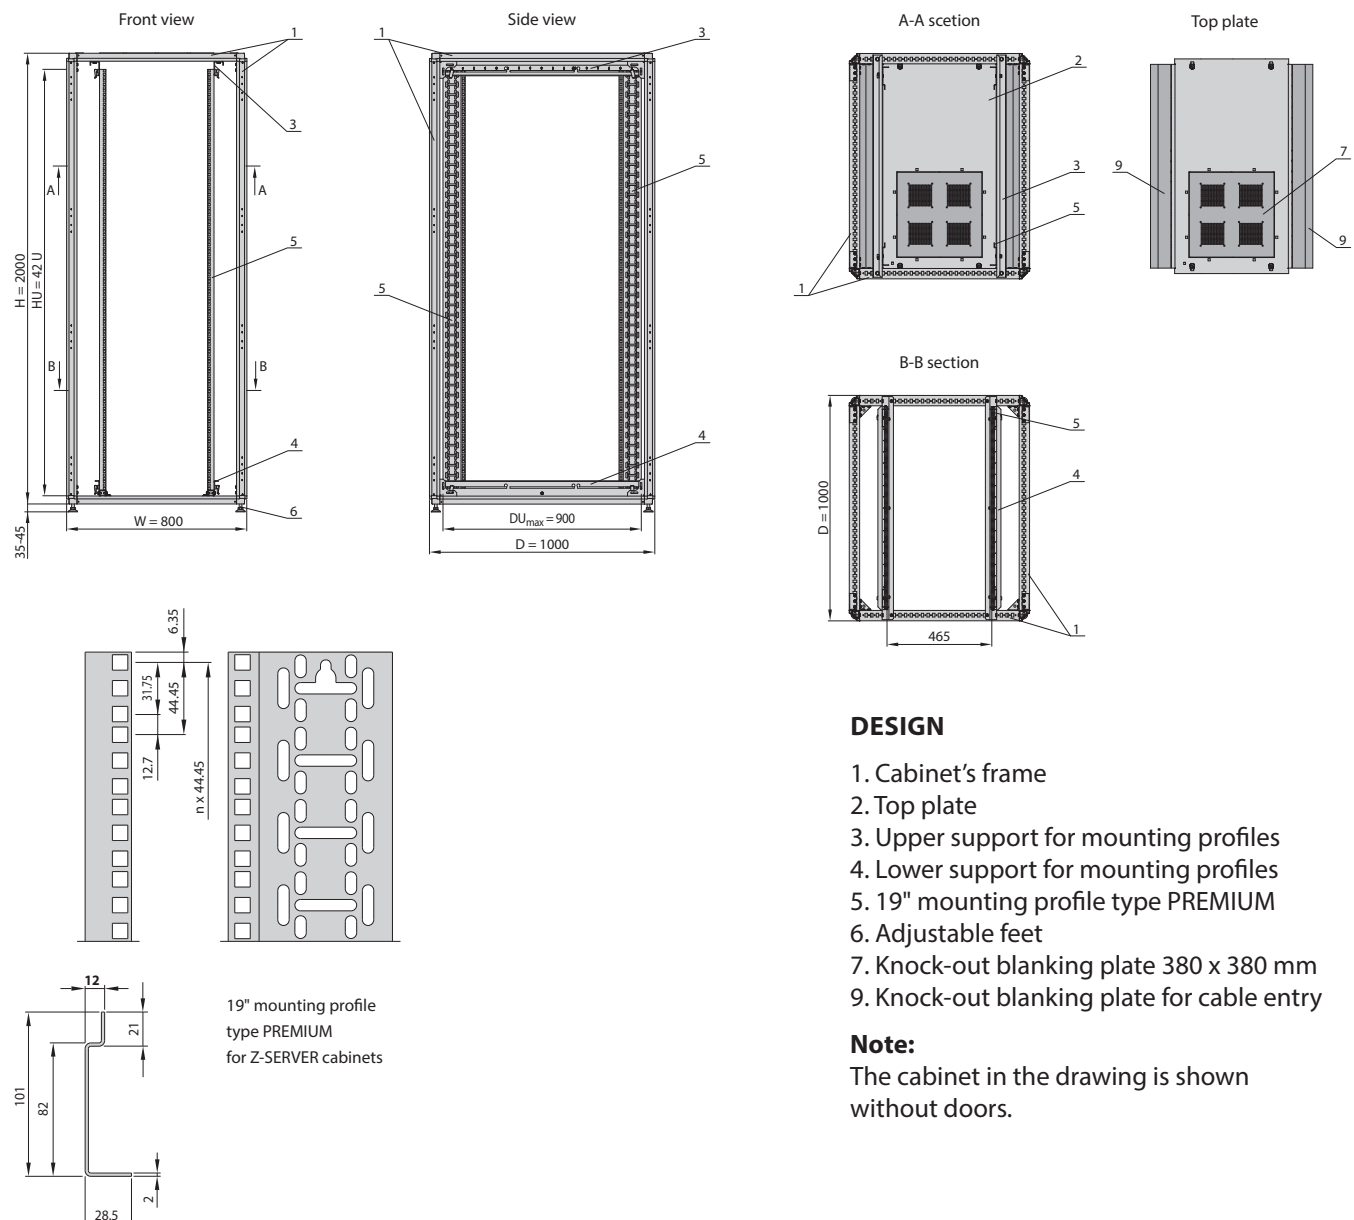 Front view
Side view
A-A scetion
Top plate
1
3
A
A
5
B
B
4
6
H = 2000
HU = 42 U
35-45
W = 800
1
3
5
5
4
DUmax = 900
D = 1000
2
3
5
1
7
9
9
B-B section
5
4
1
D = 1000
465
6.35
31.75
44.45
12.7
n x 44.45
12
21
101
82
2
28.5
19" mounting profile
type PREMIUM
for Z-SERVER cabinets
DESIGN
1. Cabinet’s frame
2. Top plate
3. Upper support for mounting profiles
4. Lower support for mounting profiles
5. 19" mounting profile type PREMIUM
6. Adjustable feet
7. Knock-out blanking plate 380 x 380 mm
9. Knock-out blanking plate for cable entry
Note:
The cabinet in the drawing is shown
without doors.